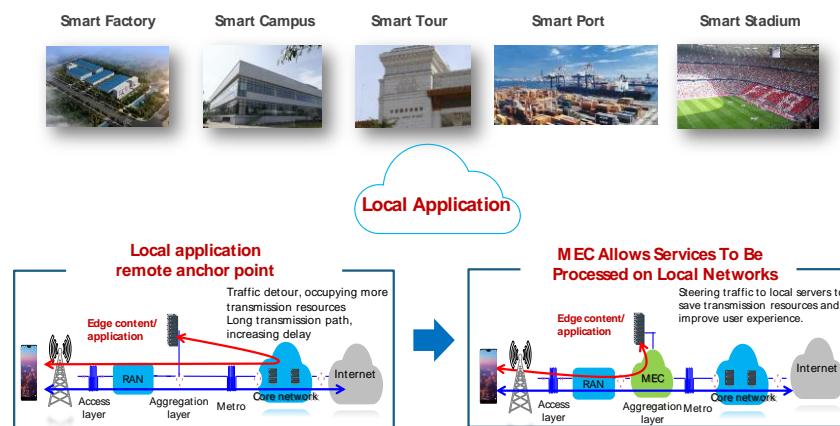 Smart Factory
Smart Campus
Smart Tour
Smart Port
Smart Stadium
Local Application
Local application
remote anchor point
Traffic detour, occupying more
transmission resources
Long transmission path,
increasing delay
Edge content/
application
RAN
Core network
Internet
Access
layer
Aggregation
layer
Metro
MEC Allows Services To Be
Processed on Local Networks
Steering traffic to local servers to
save transmission resources and
improve user experience.
Edge content/
application
RAN
MEC
Core network
Internet
Access
layer
Aggregation
layer
Metro